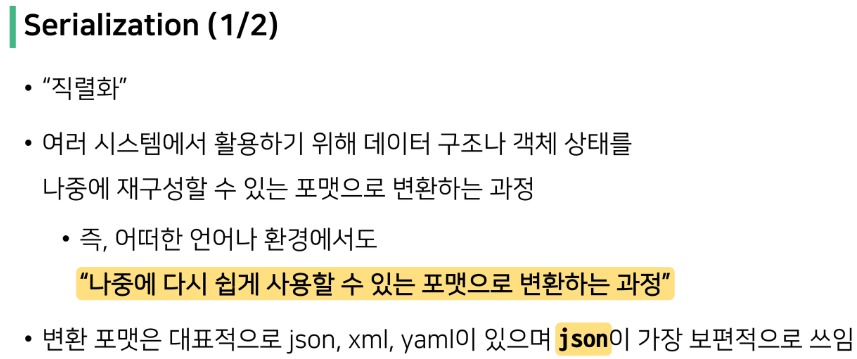 Serialization (1/2)
• “직렬화”
• 여러 시스템에서 활용하기 위해 데이터 구조나 객체 상태를
나중에 재구성할 수 있는 포맷으로 변환하는 과정
• 즉, 어떠한 언어나 환경에서도
“나중에 다시 쉽게 사용할 수 있는 포맷으로 변환하는 과정”
• 변환 포맷은 대표적으로 json, xml, yaml이 있으며 json이 가장 보편적으로 쓰임